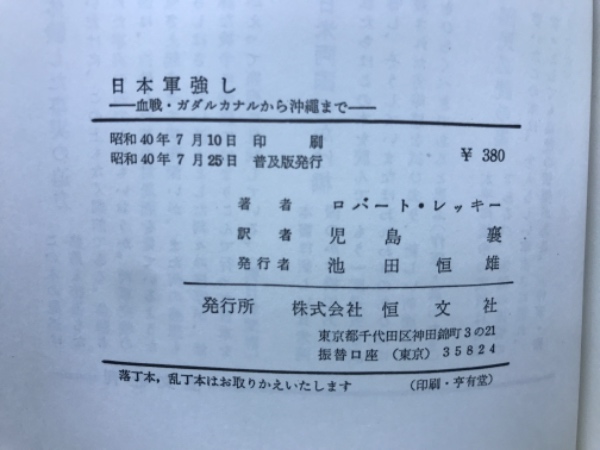 日本軍強し
――血戦・ガダルカナルから沖縄まで――
昭和40年7月10日 印刷
昭和40年7月25日 普及版発行
¥380
著者 ロバート・レッキー
訳者 児島襄
発行者 池田恒雄
発行所 株式会社 恒文社
東京都千代田区神田錦町3の21
振替口座 (東京) 35824
落丁本,乱丁本はお取りかえいたします (印刷・亨有堂)